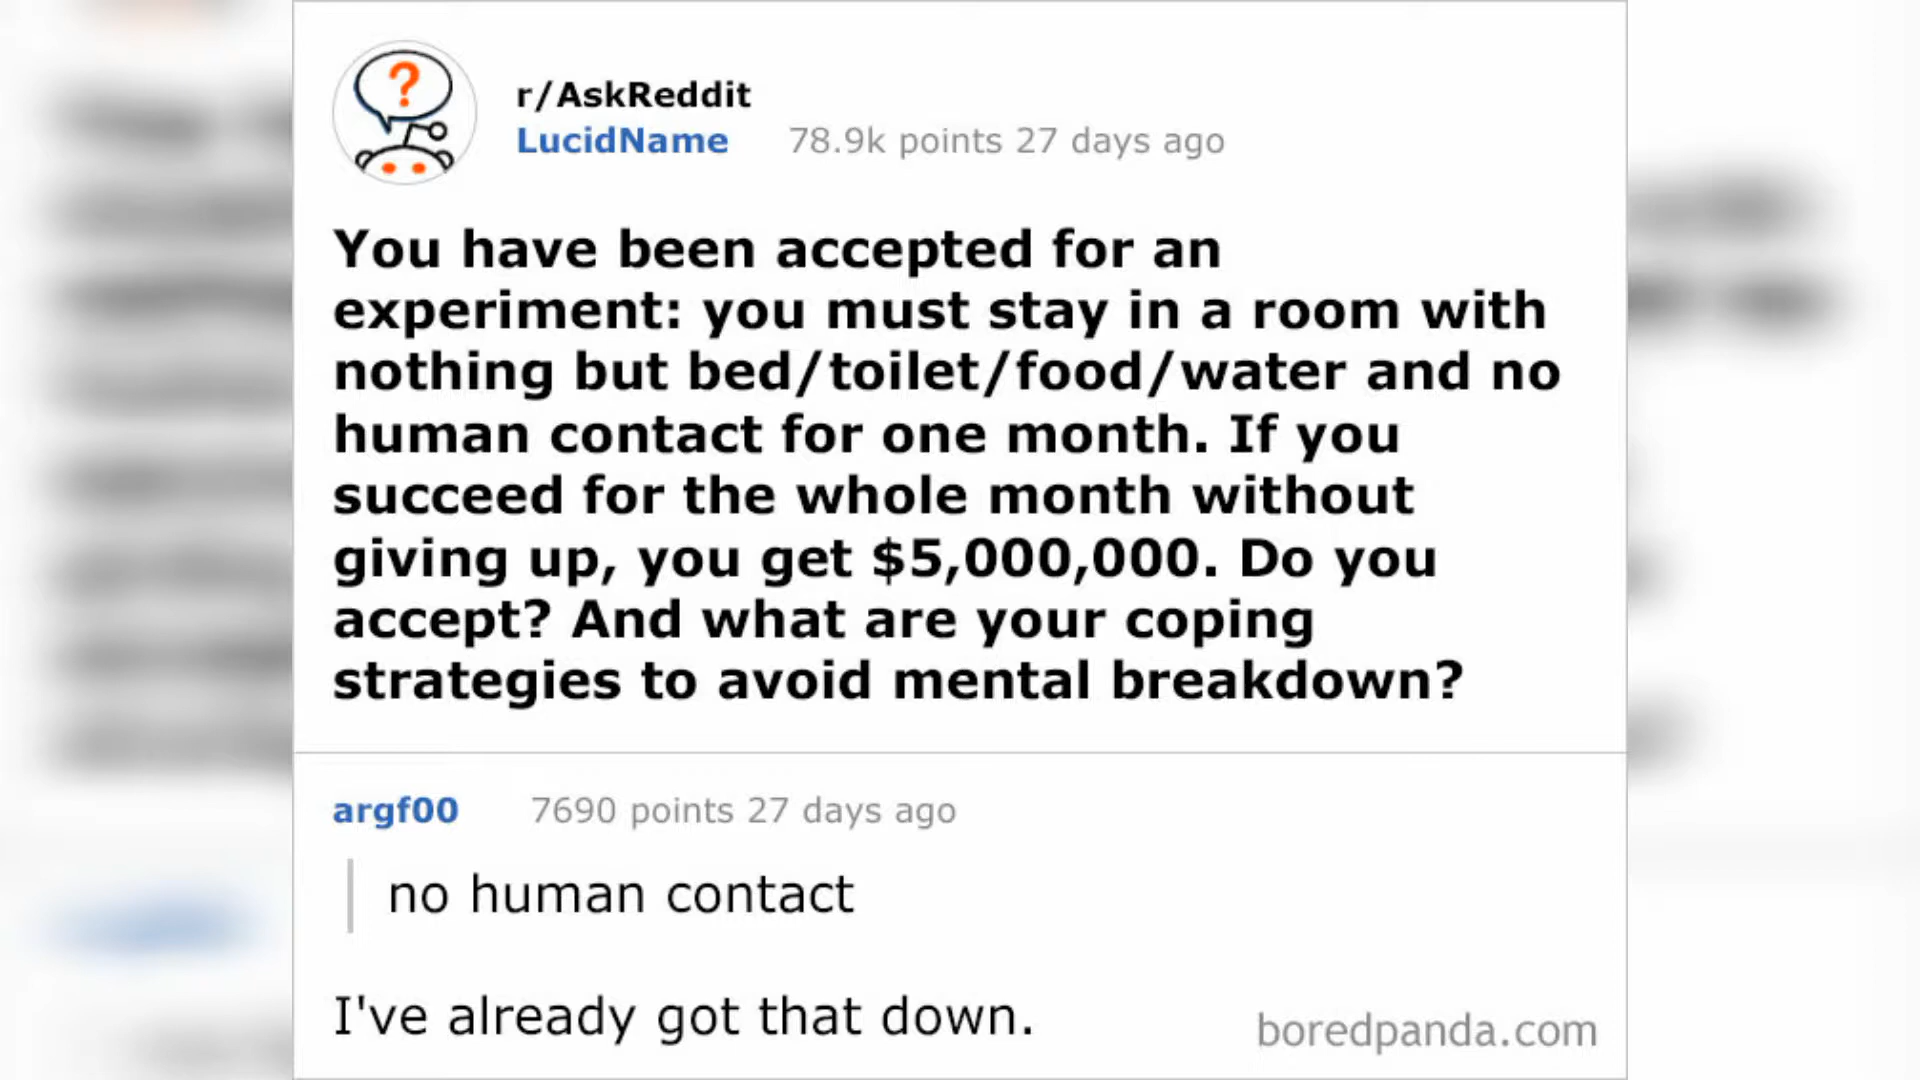 ?
r/AskReddit
LucidName 78.9k points 27 days ago
You have been accepted for an
experiment: you must stay in a room with
nothing but bed/toilet/food/water and no
human contact for one month. If you
succeed for the whole month without
giving up, you get $5,000,000. Do you
accept? And what are your coping
strategies to avoid mental breakdown?
argf00 7690 points 27 days ago
no human contact
I've already got that down.
boredpanda.com